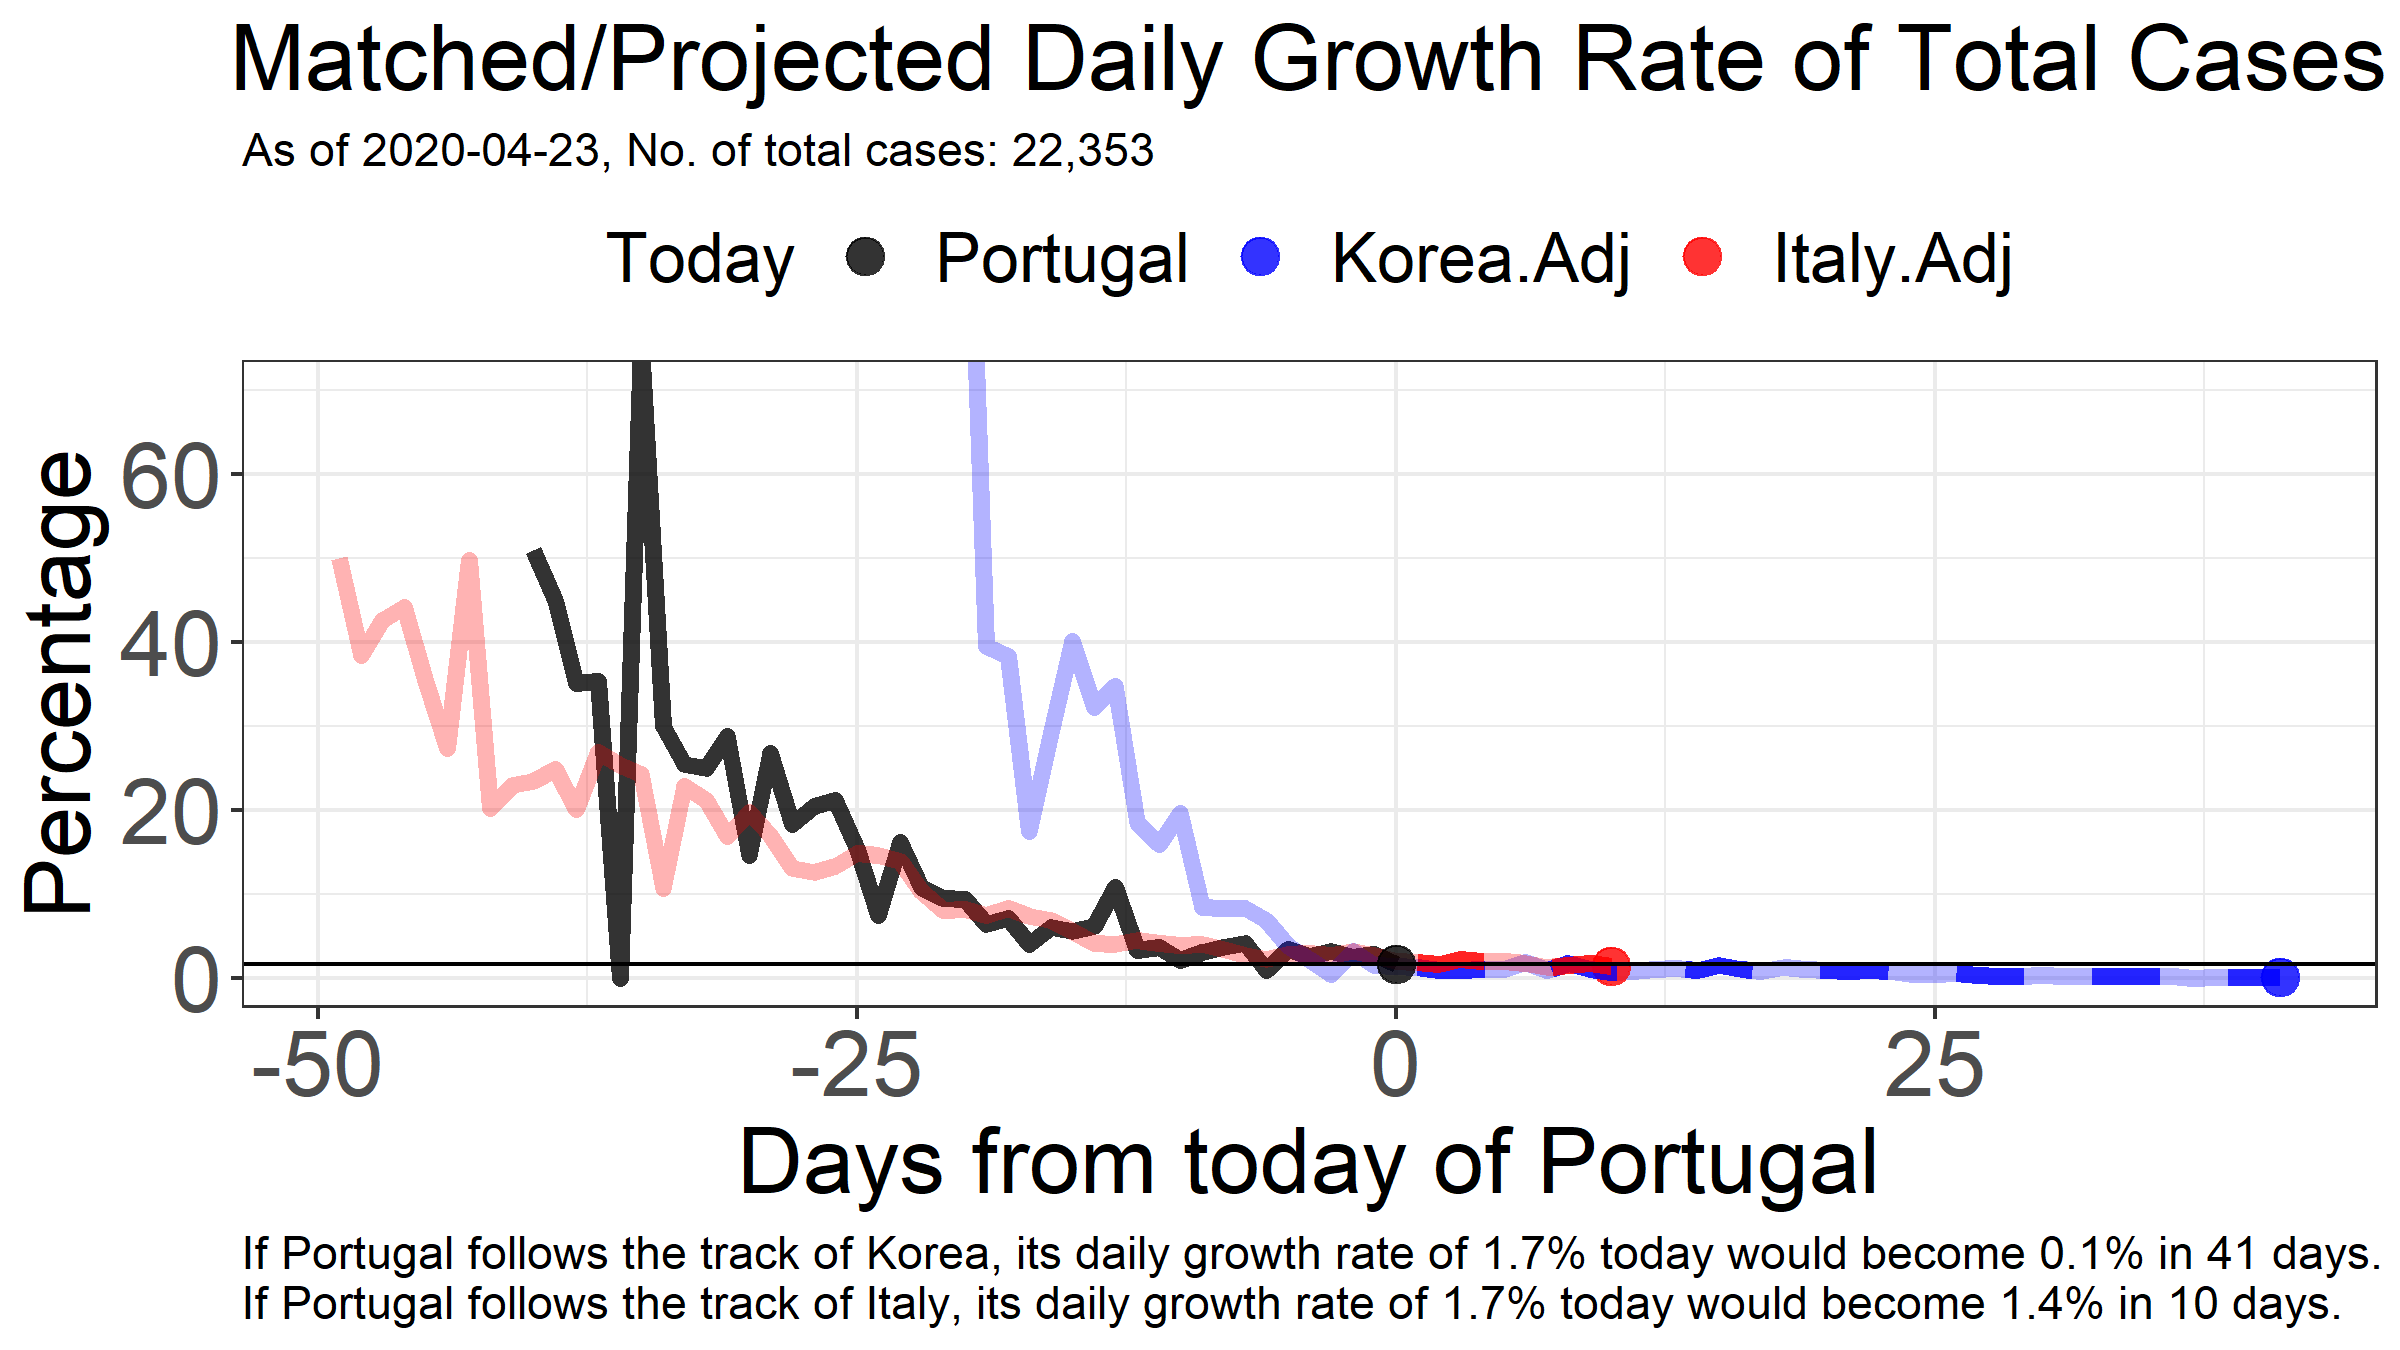 Matched/Projected Daily Growth Rate of Total Cases
As of 2020-04-23, No. of total cases: 22,353
Today Portugal Korea.Adj Italy.Adj
Percentage
60
40
20
0
-50 -25 0 25
Days from today of Portugal
If Portugal follows the track of Korea, its daily growth rate of 1.7% today would become 0.1% in 41 days.
If Portugal follows the track of Italy, its daily growth rate of 1.7% today would become 1.4% in 10 days.